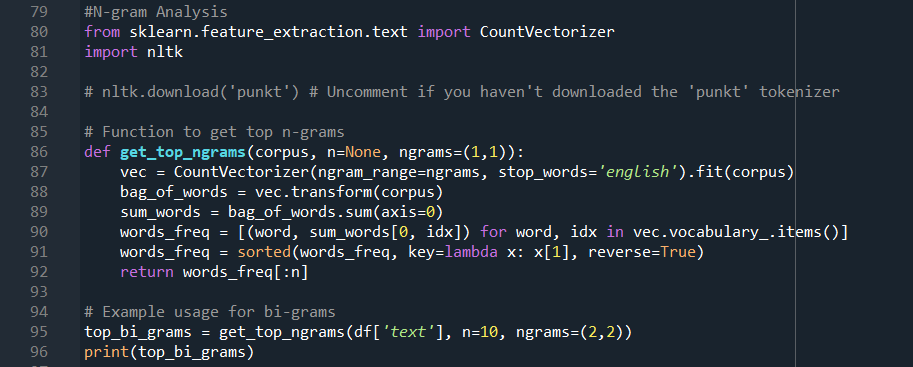 79 #N-gram Analysis
80 from sklearn.feature_extraction.text import CountVectorizer
81 import nltk
82
83 # nltk.download('punkt') # Uncomment if you haven't downloaded the 'punkt' tokenizer
84
85 # Function to get top n-grams
86 def get_top_ngrams(corpus, n=None, ngrams=(1,1)):
87     vec = CountVectorizer(ngram_range=ngrams, stop_words='english').fit(corpus)
88     bag_of_words = vec.transform(corpus)
89     sum_words = bag_of_words.sum(axis=0)
90     words_freq = [(word, sum_words[0, idx]) for word, idx in vec.vocabulary_.items()]
91     words_freq = sorted(words_freq, key=lambda x: x[1], reverse=True)
92     return words_freq[:n]
93
94 # Example usage for bi-grams
95 top_bi_grams = get_top_ngrams(df['text'], n=10, ngrams=(2,2))
96 print(top_bi_grams)